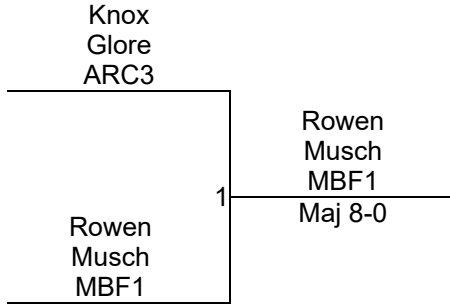 Knox
Glore
ARC3
Rowen
Musch
MBF1
1
Maj 8-0
Rowen
Musch
MBF1